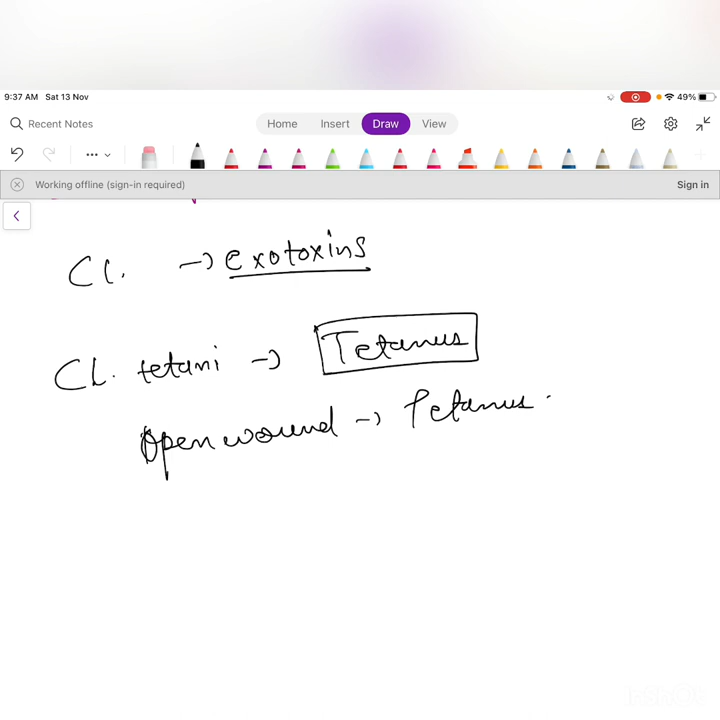 9:37 AM Sat 13 Nov 49%
Recent Notes Home Insert Draw View
Working offline (sign-in required) Sign in
Cl. → exotoxins
CL. tetani → Tetanus
Open wound → Tetanus.
InShOt